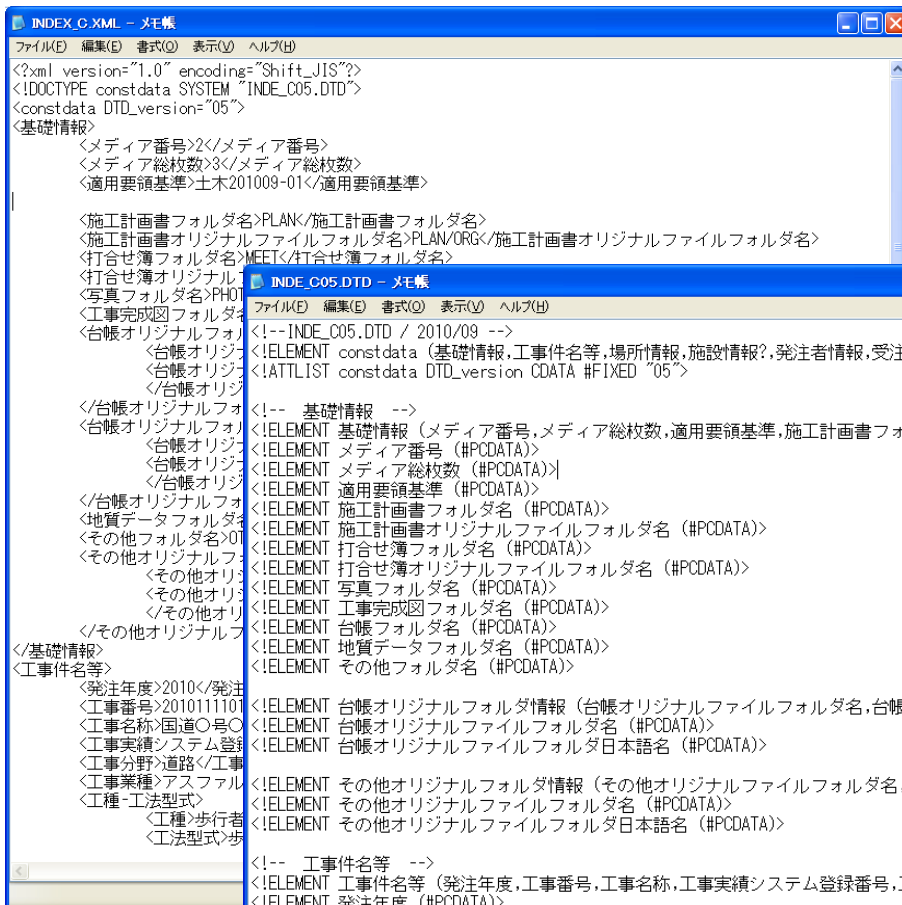 INDEX_C.XML - メモ帳
ファイル(F) 編集(E) 書式(O) 表示(V) ヘルプ(H)
<?xml version="1.0" encoding="Shift_JIS"?>
<!DOCTYPE constdata SYSTEM "INDE_C05.DTD">
<constdata DTD_version="05">
<基礎情報>
<メディア番号>2</メディア番号>
<メディア総枚数>3</メディア総枚数>
<適用要領基準>土木201009-01</適用要領基準>
<施工計画書フォルダ名>PLAN</施工計画書フォルダ名>
<施工計画書オリジナルファイルフォルダ名>PLAN/ORG</施工計画書オリジナルファイルフォルダ名>
<打合せ簿フォルダ名>MEET</打合せ簿フォルダ名>
<打合せ簿オリジナル
<写真フォルダ名>PHOT
<工事完成図フォルダ
<台帳オリジナルフォル
<台帳オリジ
<台帳オリジ
</台帳オリジ
</台帳オリジナルフォ
<台帳オリジナルフォル
<台帳オリジ
<台帳オリジ
</台帳オリジ
</台帳オリジナルフォ
<地質データフォルダ
<その他フォルダ名>OT
<その他オリジナルフォ
<その他オリジ
<その他オリジ
</その他オリ
</その他オリジナルフ
</基礎情報>
<工事件名等>
<発注年度>2010</発注
<工事番号>2010111101
<工事名称>国道○号○
<工事実績システム登録
<工事分野>道路</工事
<工事業種>アスファル
<工種-工法型式>
<工種>歩行者
<工法型式>歩
INDE_C05.DTD - メモ帳
ファイル(F) 編集(E) 書式(O) 表示(V) ヘルプ(H)
<!--INDE_C05.DTD / 2010/09 -->
<!ELEMENT constdata (基礎情報,工事件名等,場所情報,施設情報?,発注者情報,受注
<!ATTLIST constdata DTD_version CDATA #FIXED "05">
<!-- 基礎情報 -->
<!ELEMENT 基礎情報 (メディア番号,メディア総枚数,適用要領基準,施工計画書フォ
<!ELEMENT メディア番号 (#PCDATA)>
<!ELEMENT メディア総枚数 (#PCDATA)>
<!ELEMENT 適用要領基準 (#PCDATA)>
<!ELEMENT 施工計画書フォルダ名 (#PCDATA)>
<!ELEMENT 施工計画書オリジナルファイルフォルダ名 (#PCDATA)>
<!ELEMENT 打合せ簿フォルダ名 (#PCDATA)>
<!ELEMENT 打合せ簿オリジナルファイルフォルダ名 (#PCDATA)>
<!ELEMENT 写真フォルダ名 (#PCDATA)>
<!ELEMENT 工事完成図フォルダ名 (#PCDATA)>
<!ELEMENT 台帳フォルダ名 (#PCDATA)>
<!ELEMENT 地質データフォルダ名 (#PCDATA)>
<!ELEMENT その他フォルダ名 (#PCDATA)>
<!ELEMENT 台帳オリジナルフォルダ情報 (台帳オリジナルファイルフォルダ名,台帳
<!ELEMENT 台帳オリジナルファイルフォルダ名 (#PCDATA)>
<!ELEMENT 台帳オリジナルファイルフォルダ日本語名 (#PCDATA)>
<!ELEMENT その他オリジナルフォルダ情報 (その他オリジナルファイルフォルダ名,
<!ELEMENT その他オリジナルファイルフォルダ名 (#PCDATA)>
<!ELEMENT その他オリジナルファイルフォルダ日本語名 (#PCDATA)>
<!-- 工事件名等 -->
<!ELEMENT 工事件名等 (発注年度,工事番号,工事名称,工事実績システム登録番号,
<!ELEMENT 発注年度 (#PCDATA)>